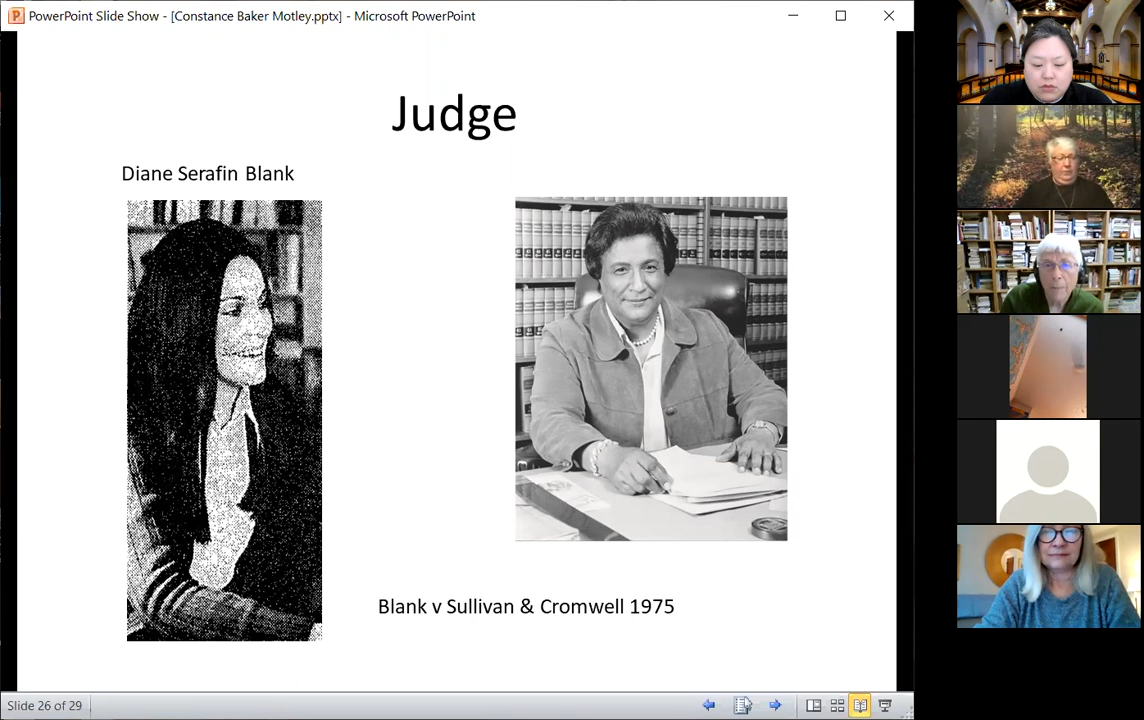 PowerPoint Slide Show - [Constance Baker Motley.pptx] - Microsoft PowerPoint
Judge
Diane Serafin Blank
Blank v Sullivan & Cromwell 1975
Slide 26 of 29